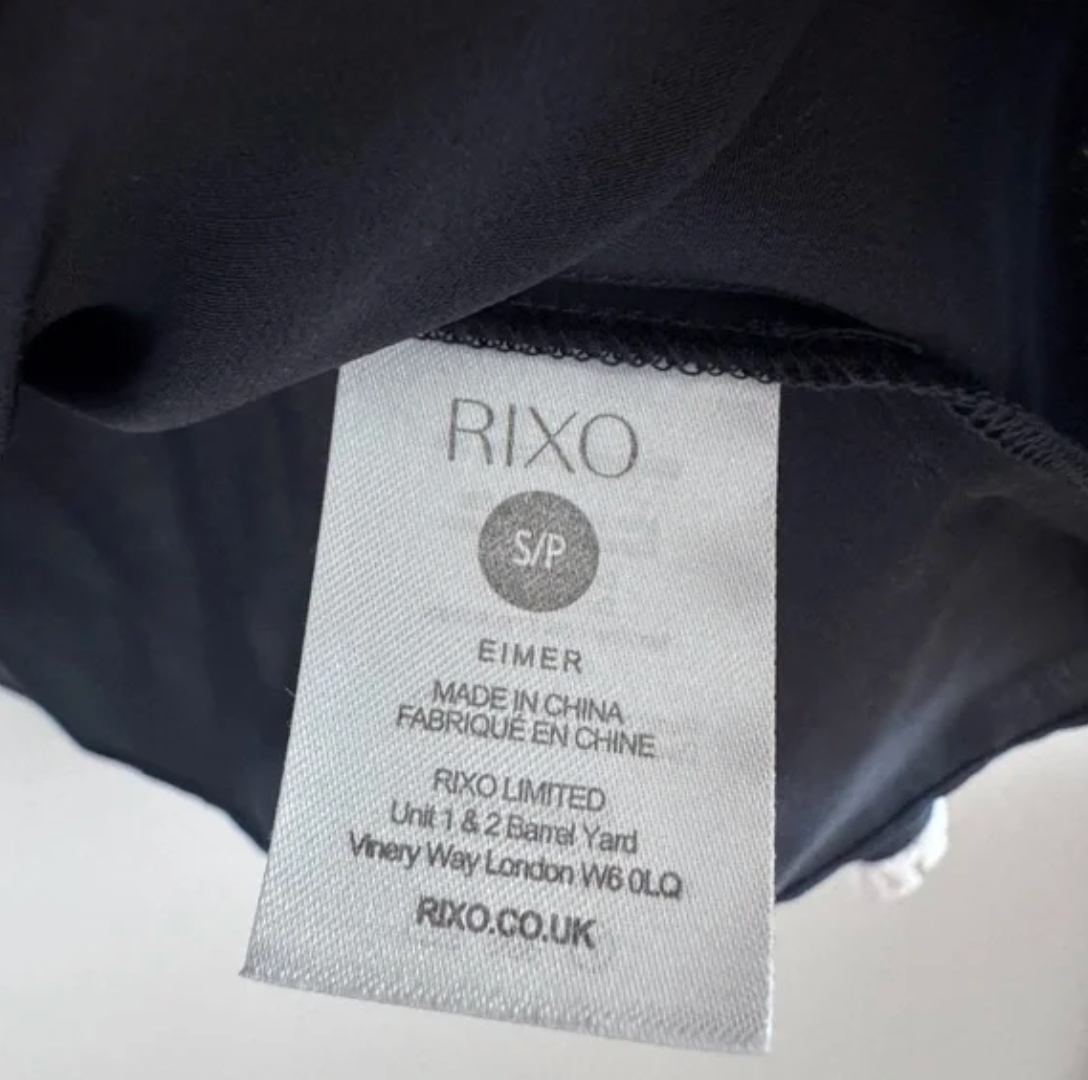 RIXO
S/P
EIMER
MADE IN CHINA
FABRIQUÉ EN CHINE
RIXO LIMITED
Unit 1 & 2 Barrel Yard
Vinery Way London W6 0LQ
RIXO.CO.UK